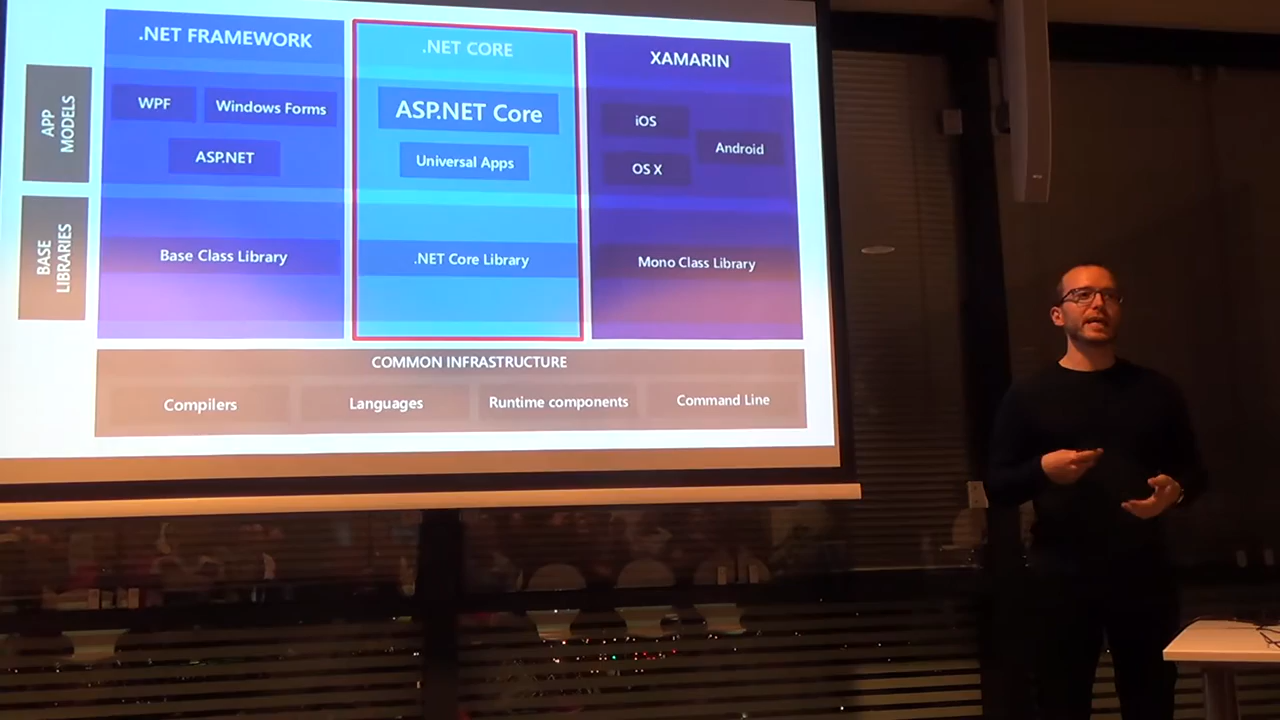 .NET FRAMEWORK
.NET CORE
XAMARIN
APP
MODELS
WPF
Windows Forms
ASP.NET
ASP.NET Core
Universal Apps
iOS
Android
OS X
BASE
LIBRARIES
Base Class Library
.NET Core Library
Mono Class Library
COMMON INFRASTRUCTURE
Compilers
Languages
Runtime components
Command Line